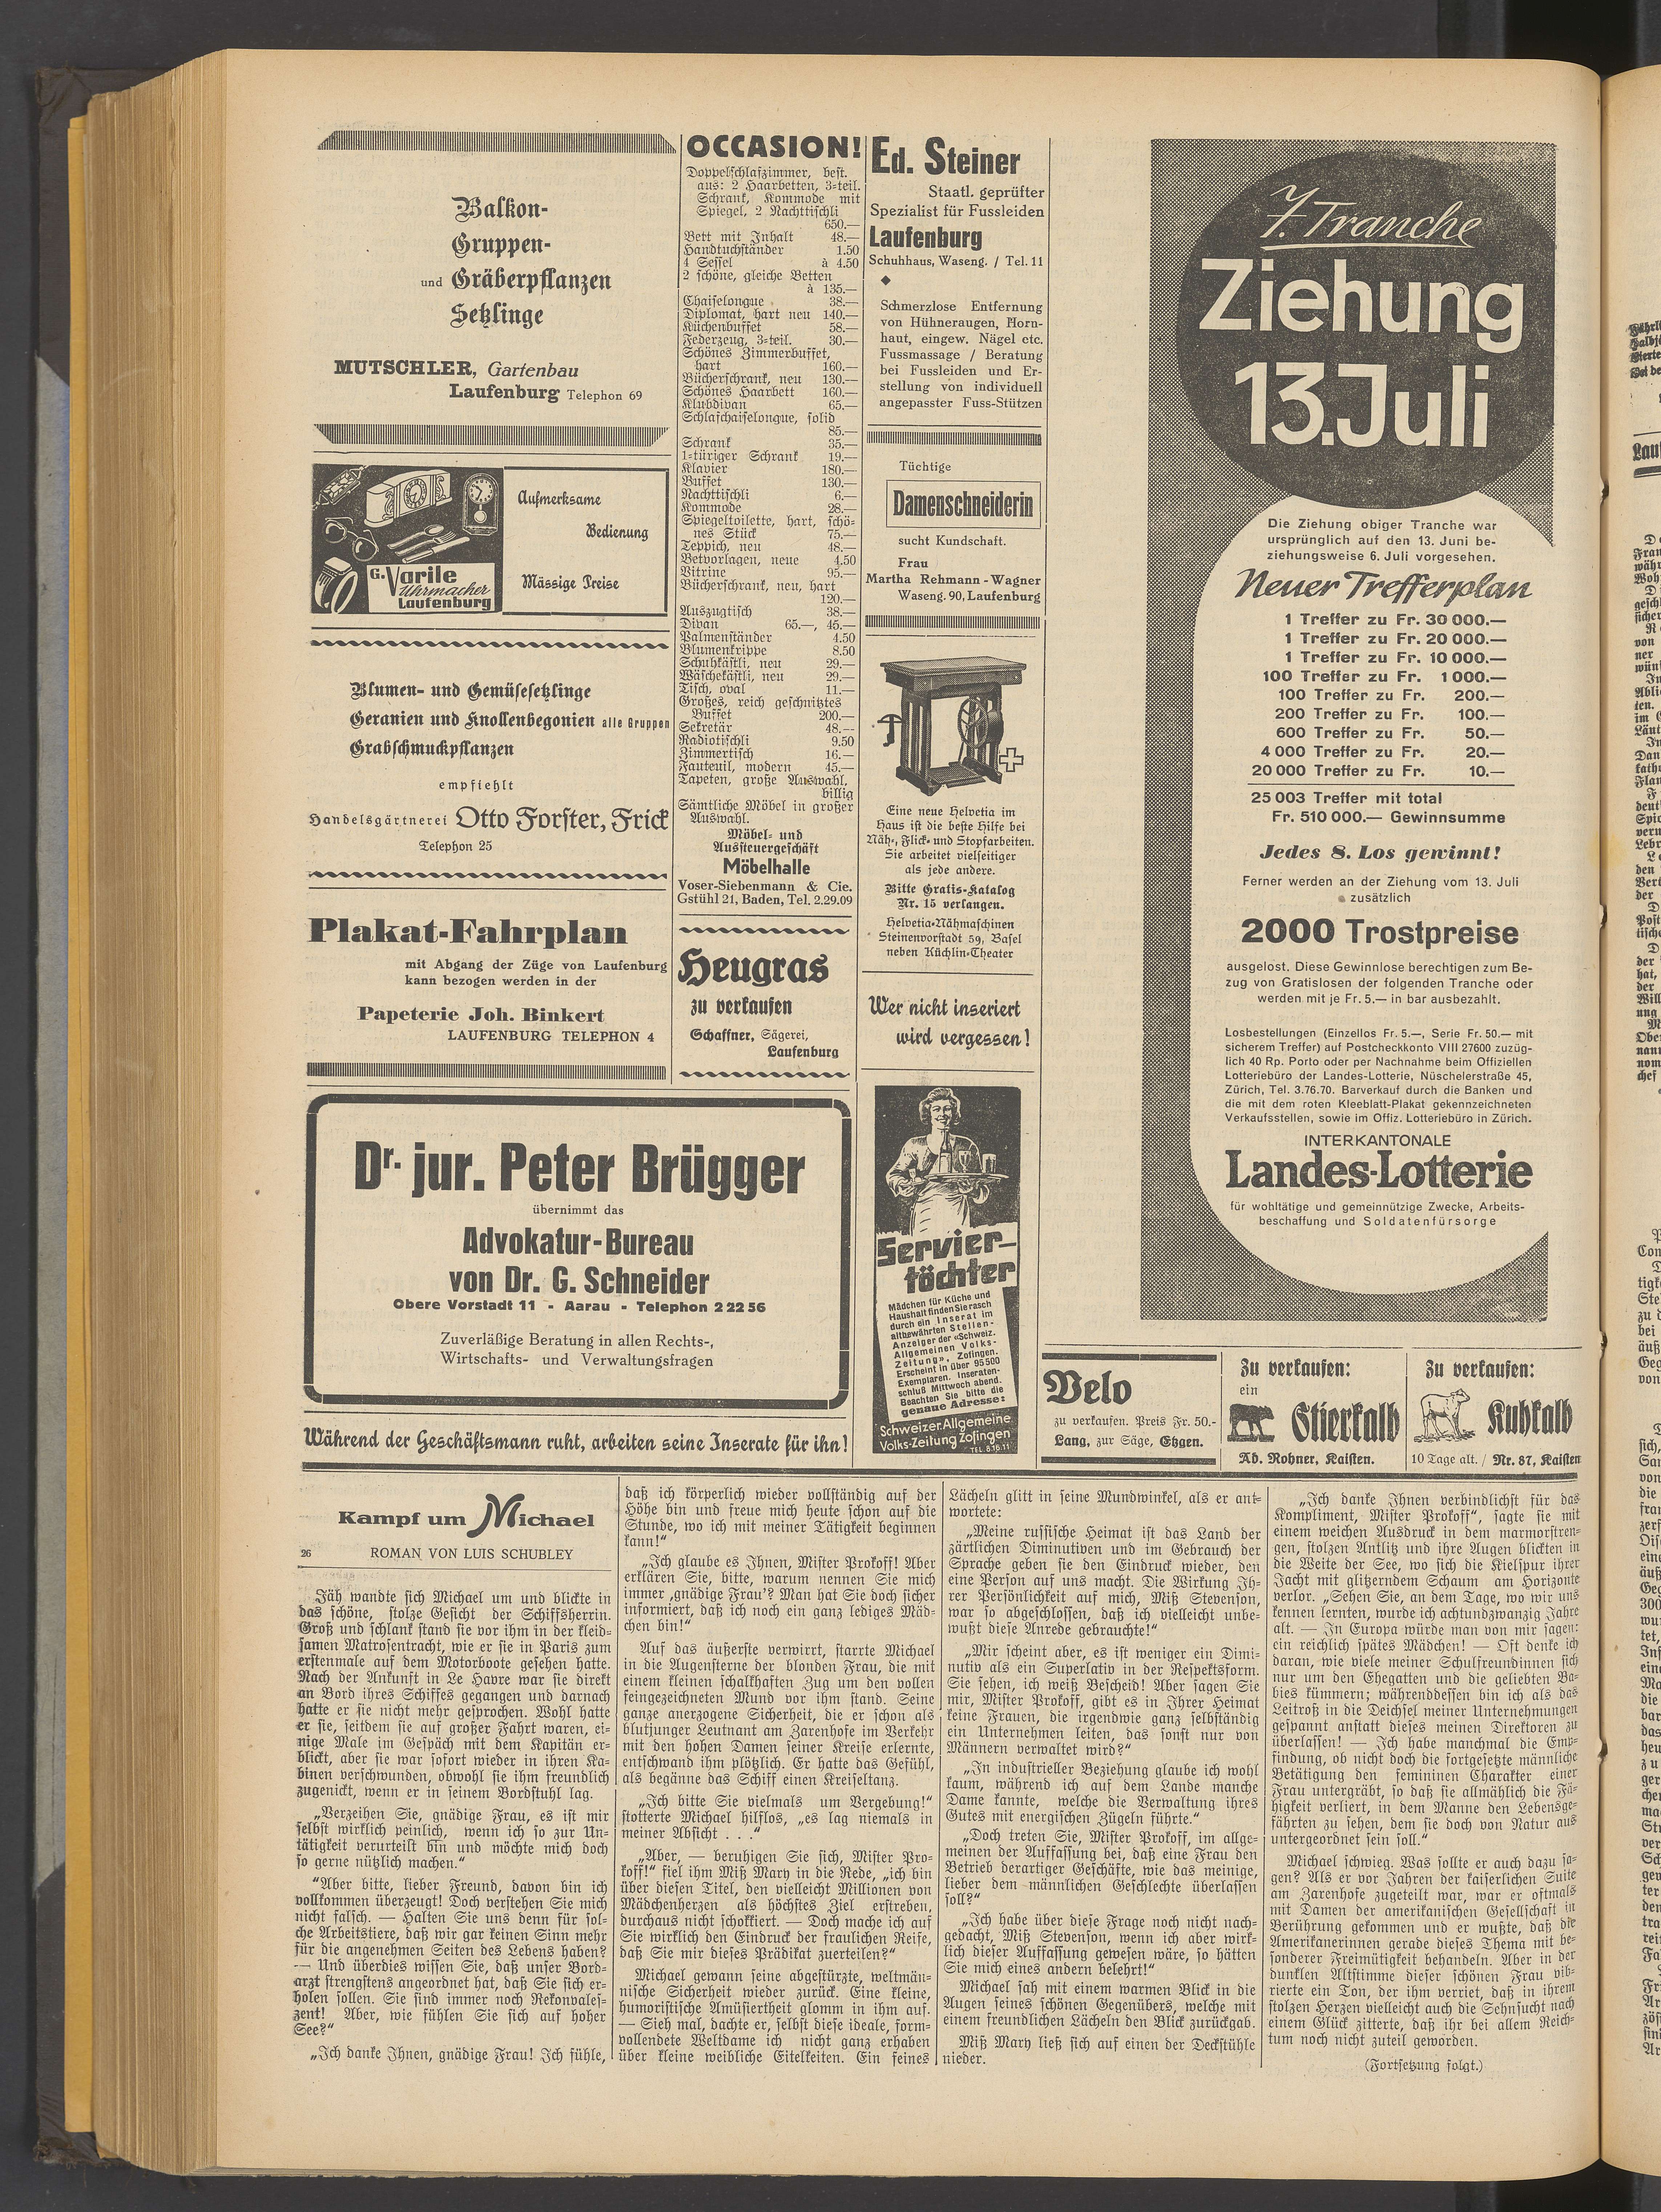 Balkon-
Gruppen-
und Gräberpflanzen
Setzlinge
MUTSCHLER, Gartenbau
Laufenburg Telephon 69
Aufmerksame
Bedienung
Mässige Preise
G. Varile
Uhrmacher
Laufenburg
Blumen- und Gemüsesetzlinge
Geranien und Knollenbegonien alle Gruppen
Grabschmuckpflanzen
empfiehlt
Handelsgärtnerei Otto Forster, Frick
Telephon 25
Plakat-Fahrplan
mit Abgang der Züge von Laufenburg
kann bezogen werden in der
Papeterie Joh. Binkert
LAUFENBURG TELEPHON 4
OCCASION!
Doppelschlafzimmer, best.
aus: 2 Haarbetten, 3=teil.
Schrank, Kommode mit
Spiegel, 2 Nachttischli
650.—
Bett mit Inhalt 48.—
Handtuchständer 1.50
4 Sessel à 4.50
2 schöne, gleiche Betten
à 135.—
Chaiselongue 38.—
Diplomat, hart neu 140.—
Küchenbuffet 58.—
Federzeug, 3=teil. 30.—
Schönes Zimmerbuffet,
hart 160.—
Bücherschrank, neu 130.—
Schönes Haarbett 160.—
Klubdivan 65.—
Schlafchaiselongue, solid
85.—
Schrank 35.—
1=türiger Schrank 19.—
Klavier 180.—
Buffet 130.—
Nachttischli 6.—
Kommode 28.—
Spiegeltoilette, hart, schö=
nes Stück 75.—
Teppich, neu 48.—
Bettvorlagen, neue 4.50
Vitrine 95.—
Bücherschrank, neu, hart
120.—
Auszugtisch 38.—
Divan 65.—, 45.—
Palmenständer 4.50
Blumenkrippe 8.50
Schuhkästli, neu 29.—
Wäschekästli, neu 29.—
Tisch, oval 11.—
Großes, reich geschnitztes
Buffet 200.—
Sekretär 48.—
Radiotischli 9.50
Zimmertisch 16.—
Fauteuil, modern 45.—
Tapeten, große Auswahl,
billig
Sämtliche Möbel in großer
Auswahl.
Möbel- und
Aussteuergeschäft
Möbelhalle
Voser-Siebenmann & Cie.
Gstühl 21, Baden, Tel. 2.29.09
Heugras
zu verkaufen
Schaffner, Sägerei,
Laufenburg
Ed. Steiner
Staatl. geprüfter
Spezialist für Fussleiden
Laufenburg
Schuhhaus, Waseng. / Tel. 11
Schmerzlose Entfernung
von Hühneraugen, Horn-
haut, eingew. Nägel etc.
Fussmassage / Beratung
bei Fussleiden und Er-
stellung von individuell
angepasster Fuss-Stützen
Tüchtige
Damenschneiderin
sucht Kundschaft.
Frau
Martha Rehmann-Wagner
Waseng. 90, Laufenburg
Eine neue Helvetia im
Haus ist die beste Hilfe bei
Näh-, Flick- und Stopfarbeiten.
Sie arbeitet vielseitiger
als jede andere.
Bitte Gratis-Katalog
Nr. 15 verlangen.
Helvetia-Nähmaschinen
Steinenvorstadt 59, Basel
neben Küchlin-Theater
Wer nicht inseriert
wird vergessen!
Dr. jur. Peter Brügger
übernimmt das
Advokatur-Bureau
von Dr. G. Schneider
Obere Vorstadt 11 - Aarau - Telephon 2 22 56
Zuverläßige Beratung in allen Rechts-,
Wirtschafts- und Verwaltungsfragen
Während der Geschäftsmann ruht, arbeiten seine Inserate für ihn!
Servier-
töchter
Mädchen für Küche und
Haushalt finden Sie rasch
durch ein Inserat im
altbewährten Stellen-
Anzeiger der «Schweiz.
Allgemeinen Volks-
Zeitung», Zofingen.
Erscheint in über 95500
Exemplaren. Inseraten-
schluß Mittwoch abend.
Beachten Sie bitte die
genaue Adresse:
Schweizer. Allgemeine
Volks-Zeitung Zofingen
TEL. 8.16.11
7. Tranche
Ziehung
13. Juli
Die Ziehung obiger Tranche war
ursprünglich auf den 13. Juni be-
ziehungsweise 6. Juli vorgesehen.
Neuer Trefferplan
1 Treffer zu Fr. 30 000.—
1 Treffer zu Fr. 20 000.—
1 Treffer zu Fr. 10 000.—
100 Treffer zu Fr. 1 000.—
100 Treffer zu Fr. 200.—
200 Treffer zu Fr. 100.—
600 Treffer zu Fr. 50.—
4 000 Treffer zu Fr. 20.—
20 000 Treffer zu Fr. 10.—
25 003 Treffer mit total
Fr. 510 000.— Gewinnsumme
Jedes 8. Los gewinnt!
Ferner werden an der Ziehung vom 13. Juli
zusätzlich
2000 Trostpreise
ausgelost. Diese Gewinnlose berechtigen zum Be-
zug von Gratislosen der folgenden Tranche oder
werden mit je Fr. 5.— in bar ausbezahlt.
Losbestellungen (Einzellos Fr. 5.—, Serie Fr. 50.— mit
sicherem Treffer) auf Postcheckkonto VIII 27600 zuzüg-
lich 40 Rp. Porto oder per Nachnahme beim Offiziellen
Lotteriebüro der Landes-Lotterie, Nüschelerstraße 45,
Zürich, Tel. 3.76.70. Barverkauf durch die Banken und
die mit dem roten Kleeblatt-Plakat gekennzeichneten
Verkaufsstellen, sowie im Offiz. Lotteriebüro in Zürich.
INTERKANTONALE
Landes-Lotterie
für wohltätige und gemeinnützige Zwecke, Arbeits-
beschaffung und Soldatenfürsorge
Velo
zu verkaufen. Preis Fr. 50.-
Lang, zur Säge, Etzgen.
Zu verkaufen:
ein
Stierkalb
Ad. Rohner, Kaisten.
Zu verkaufen:
Kuhkalb
10 Tage alt. / Nr. 87, Kaisten
Kampf um Michael
26 ROMAN VON LUIS SCHUBLEY
Jäh wandte sich Michael um und blickte in
das schöne, stolze Gesicht der Schiffsherrin.
Groß und schlank stand sie vor ihm in der kleid=
samen Matrosentracht, wie er sie in Paris zum
erstenmale auf dem Motorboote gesehen hatte.
Nach der Ankunft in Le Havre war sie direkt
an Bord ihres Schiffes gegangen und darnach
hatte er sie nicht mehr gesprochen. Wohl hatte
er sie, seitdem sie auf großer Fahrt waren, ei=
nige Male im Gespäch mit dem Kapitän er=
blickt, aber sie war sofort wieder in ihren Ka=
binen verschwunden, obwohl sie ihm freundlich
zugenickt, wenn er in seinem Bordstuhl lag.
„Verzeihen Sie, gnädige Frau, es ist mir
selbst wirklich peinlich, wenn ich so zur Un=
tätigkeit verurteilt bin und möchte mich doch
so gerne nützlich machen.“
“Aber bitte, lieber Freund, davon bin ich
vollkommen überzeugt! Doch verstehen Sie mich
nicht falsch. — Halten Sie uns denn für sol=
che Arbeitstiere, daß wir gar keinen Sinn mehr
für die angenehmen Seiten des Lebens haben?
— Und überdies wissen Sie, daß unser Bord=
arzt strengstens angeordnet hat, daß Sie sich er=
holen sollen. Sie sind immer noch Rekonvales=
zent! Aber, wie fühlen Sie sich auf hoher
See?“
„Ich danke Ihnen, gnädige Frau! Ich fühle,
daß ich körperlich wieder vollständig auf der
Höhe bin und freue mich heute schon auf die
Stunde, wo ich mit meiner Tätigkeit beginnen
kann!“
„Ich glaube es Ihnen, Mister Prokoff! Aber
erklären Sie, bitte, warum nennen Sie mich
immer ‚gnädige Frau‘? Man hat Sie doch sicher
informiert, daß ich noch ein ganz lediges Mäd=
chen bin!“
Auf das äußerste verwirrt, starrte Michael
in die Augensterne der blonden Frau, die mit
einem kleinen schalkhaften Zug um den vollen
feingezeichneten Mund vor ihm stand. Seine
ganze anerzogene Sicherheit, die er schon als
blutjunger Leutnant am Zarenhofe im Verkehr
mit den hohen Damen seiner Kreise erlernte,
entschwand ihm plötzlich. Er hatte das Gefühl,
als begänne das Schiff einen Kreiseltanz.
„Ich bitte Sie vielmals um Vergebung!“
stotterte Michael hilflos, „es lag niemals in
meiner Absicht . . .“
„Aber, — beruhigen Sie sich, Mister Pro=
koff!“ fiel ihm Miß Mary in die Rede, „ich bin
über diesen Titel, den vielleicht Millionen von
Mädchenherzen als höchstes Ziel erstreben,
durchaus nicht schokkiert. — Doch mache ich auf
Sie wirklich den Eindruck der fraulichen Reife,
daß Sie mir dieses Prädikat zuerteilen?“
Michael gewann seine abgestürzte, weltmän=
nische Sicherheit wieder zurück. Eine kleine,
humoristische Amüsiertheit glomm in ihm auf.
— Sieh mal, dachte er, selbst diese ideale, form=
vollendete Weltdame ich nicht ganz erhaben
über kleine weibliche Eitelkeiten. Ein feines
Lächeln glitt in seine Mundwinkel, als er ant=
wortete:
„Meine russische Heimat ist das Land der
zärtlichen Diminutiven und im Gebrauch der
Sprache geben sie den Eindruck wieder, den
eine Person auf uns macht. Die Wirkung Ih=
rer Persönlichkeit auf mich, Miß Stevenson,
war so abgeschlossen, daß ich vielleicht unbe=
wußt diese Anrede gebrauchte!“
„Mir scheint aber, es ist weniger ein Dimi=
nutiv als ein Superlativ in der Respektsform.
Sie sehen, ich weiß Bescheid! Aber sagen Sie
mir, Mister Prokoff, gibt es in Ihrer Heimat
keine Frauen, die irgendwie ganz selbständig
ein Unternehmen leiten, das sonst nur von
Männern verwaltet wird?“
„In industrieller Beziehung glaube ich wohl
kaum, während ich auf dem Lande manche
Dame kannte, welche die Verwaltung ihres
Gutes mit energischen Zügeln führte.“
„Doch treten Sie, Mister Prokoff, im allge=
meinen der Auffassung bei, daß eine Frau den
Betrieb derartiger Geschäfte, wie das meinige,
lieber dem männlichen Geschlechte überlassen
soll?“
„Ich habe über diese Frage noch nicht nach=
gedacht, Miß Stevenson, wenn ich aber wirk=
lich dieser Auffassung gewesen wäre, so hätten
Sie mich eines andern belehrt!“
Michael sah mit einem warmen Blick in die
Augen seines schönen Gegenübers, welche mit
einem freundlichen Lächeln den Blick zurückgab.
Miß Mary ließ sich auf einen der Deckstühle
nieder.
„Ich danke Ihnen verbindlichst für das
Kompliment, Mister Prokoff“, sagte sie mit
einem weichen Ausdruck in dem marmorstren=
gen, stolzen Antlitz und ihre Augen blickten in
die Weite der See, wo sich die Kielspur ihrer
Jacht mit glitzerndem Schaum am Horizonte
verlor. „Sehen Sie, an dem Tage, wo wir uns
kennen lernten, wurde ich achtundzwanzig Jahre
alt. — In Europa würde man von mir sagen:
ein reichlich spätes Mädchen! — Oft denke ich
daran, wie viele meiner Schulfreundinnen sich
nur um den Ehegatten und die geliebten Ba=
bies kümmern; währenddessen bin ich als das
Leitroß in die Deichsel meiner Unternehmungen
gespannt anstatt dieses meinen Direktoren zu
überlassen! — Ich habe manchmal die Emp=
findung, ob nicht doch die fortgesetzte männliche
Betätigung den femininen Charakter einer
Frau untergräbt, so daß sie allmählich die Fä=
higkeit verliert, in dem Manne den Lebensge=
fährten zu sehen, dem sie doch von Natur aus
untergeordnet sein soll.“
Michael schwieg. Was sollte er auch dazu sa=
gen? Als er vor Jahren der kaiserlichen Suite
am Zarenhofe zugeteilt war, war er oftmals
mit Damen der amerikanischen Gesellschaft in
Berührung gekommen und er wußte, daß die
Amerikanerinnen gerade dieses Thema mit be=
sonderer Freimütigkeit behandeln. Aber in der
dunklen Altstimme dieser schönen Frau vib=
rierte ein Ton, der ihm verriet, daß in ihrem
stolzen Herzen vielleicht auch die Sehnsucht nach
einem Glück zitterte, daß ihr bei allem Reich=
tum noch nicht zuteil geworden.
(Fortsetzung folgt.)